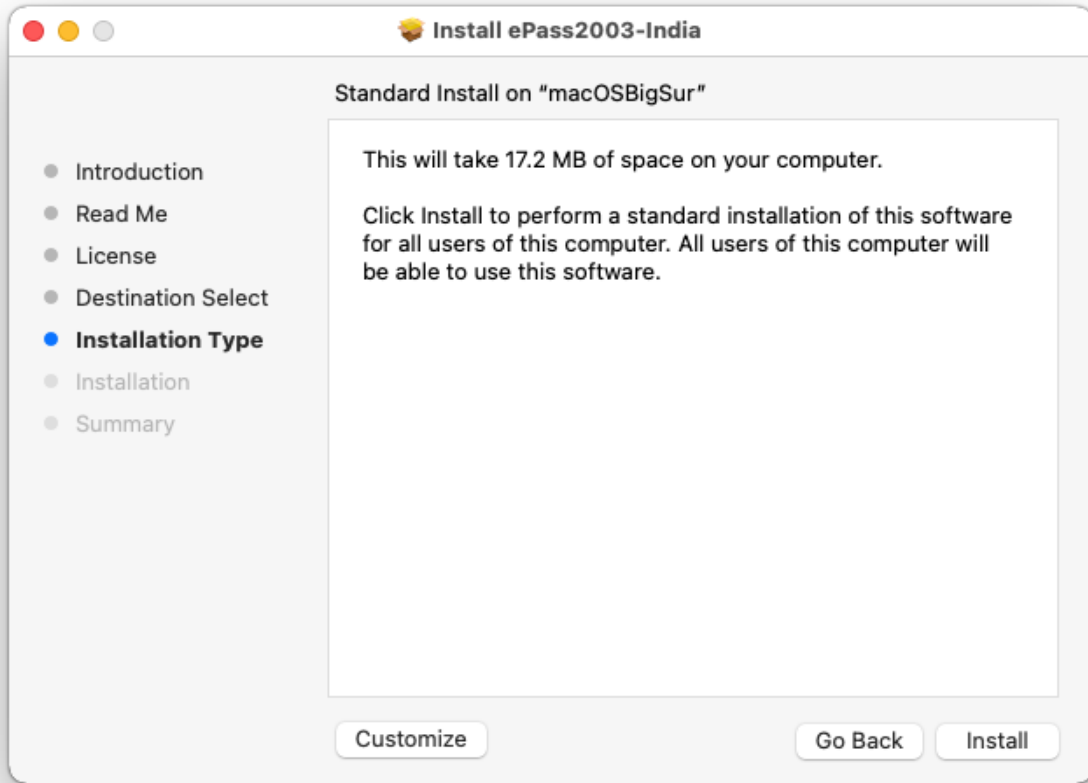 Install ePass2003-India
Standard Install on “macOSBigSur”
Introduction
Read Me
License
Destination Select
Installation Type
Installation
Summary
This will take 17.2 MB of space on your computer.
Click Install to perform a standard installation of this software
for all users of this computer. All users of this computer will
be able to use this software.
Customize
Go Back
Install